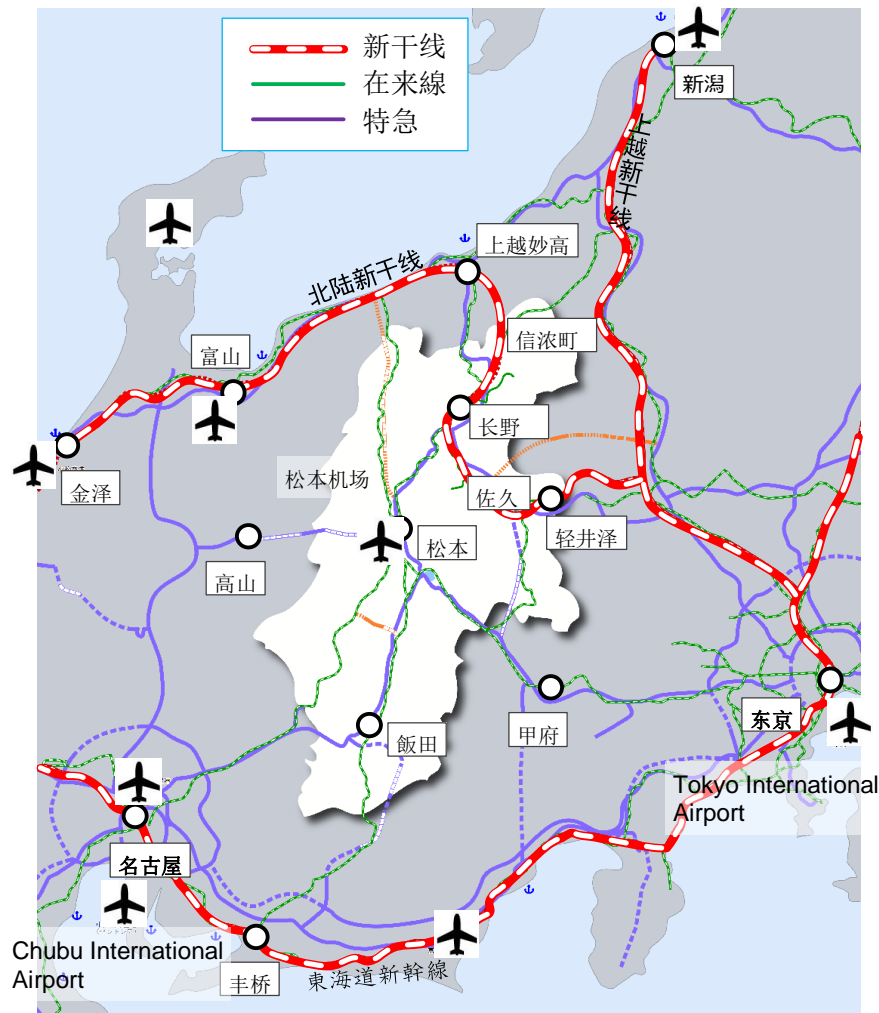 新干线
在来線
特急
新潟
上越新干线
上越妙高
北陆新干线
信浓町
富山
长野
松本机场
佐久
金泽
轻井泽
松本
高山
东京
甲府
飯田
Tokyo International
Airport
名古屋
Chubu International
Airport
丰桥
東海道新幹線